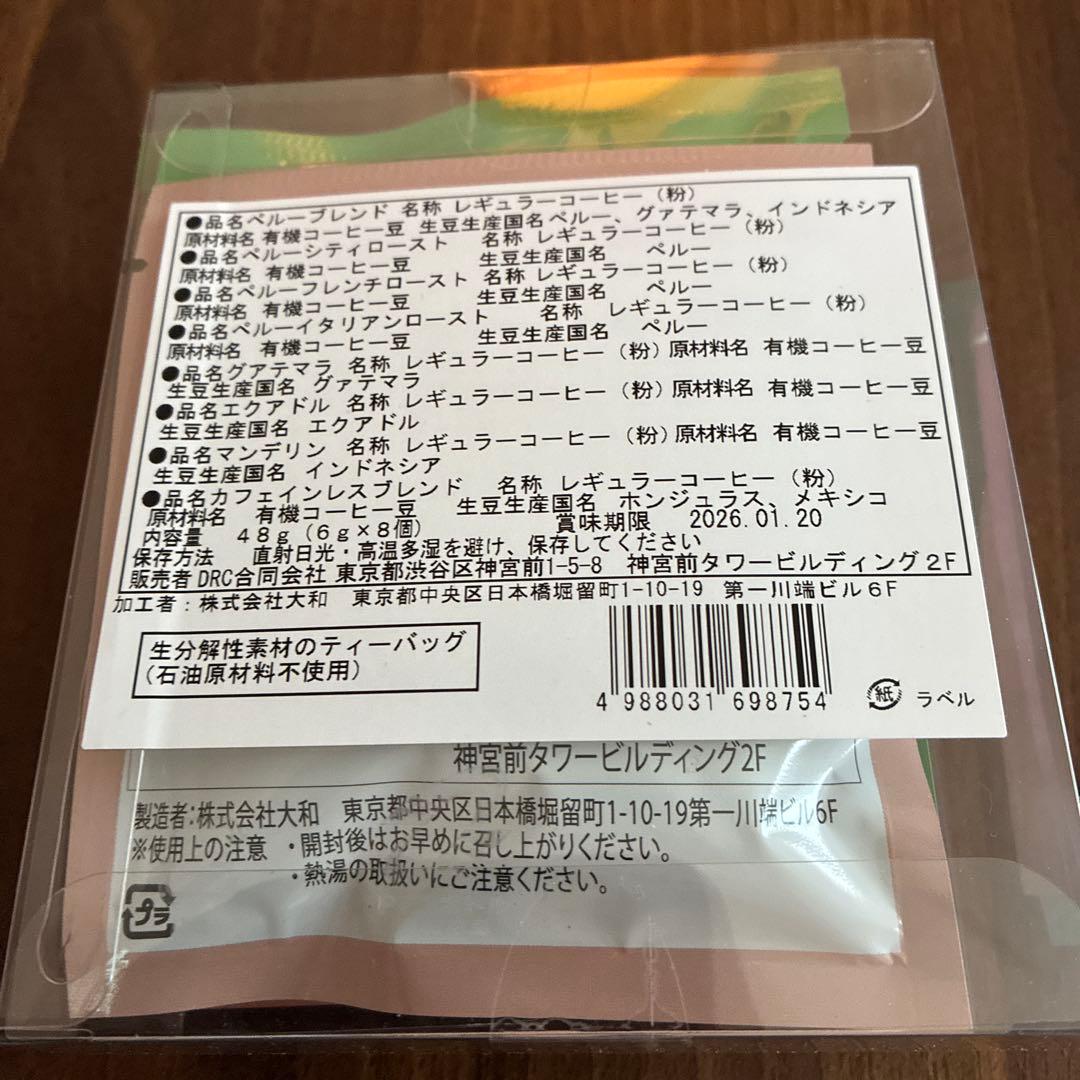 ●品名ペルーブレンド 名称 レギュラーコーヒー（粉）
原材料名 有機コーヒー豆 生豆生産国名ペルー、グァテマラ、インドネシア
●品名ペルーシティロースト 名称 レギュラーコーヒー（粉）
原材料名 有機コーヒー豆 生豆生産国名 ペルー
●品名ペルーフレンチロースト 名称 レギュラーコーヒー（粉）
原材料名 有機コーヒー豆 生豆生産国名 ペルー
●品名ペルーイタリアンロースト 名称 レギュラーコーヒー（粉）
原材料名 有機コーヒー豆 生豆生産国名 ペルー
●品名グアテマラ 名称 レギュラーコーヒー（粉）原材料名 有機コーヒー豆
生豆生産国名 グァテマラ
●品名エクアドル 名称 レギュラーコーヒー（粉）原材料名 有機コーヒー豆
生豆生産国名 エクアドル
●品名マンデリン 名称 レギュラーコーヒー（粉）原材料名 有機コーヒー豆
生豆生産国名 インドネシア
●品名カフェインレスブレンド 名称 レギュラーコーヒー（粉）
原材料名 有機コーヒー豆 生豆生産国名 ホンジュラス、メキシコ
内容量 48g（6g×8個） 賞味期限 2026.01.20
保存方法 直射日光・高温多湿を避け、保存してください
販売者 DRC合同会社 東京都渋谷区神宮前1-5-8 神宮前タワービルディング2F
加工者：株式会社大和 東京都中央区日本橋堀留町1-10-19 第一川端ビル6F
生分解性素材のティーバッグ
（石油原材料不使用）
4 988031 698754
紙 ラベル
神宮前タワービルディング2F
製造者:株式会社大和 東京都中央区日本橋堀留町1-10-19第一川端ビル6F
※使用上の注意 ・開封後はお早めに召し上がりください。
・熱湯の取扱いにご注意ください。
プラ